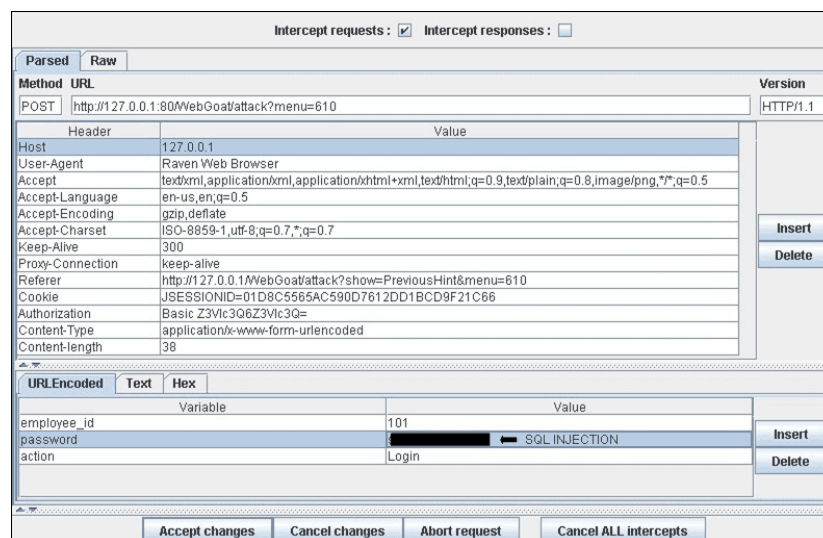 Intercept requests : Intercept responses :
Parsed Raw
Method URL Version
POST http://127.0.0.1:80/WebGoat/attack?menu=610 HTTP/1.1
Header Value
Host 127.0.0.1
User-Agent Raven Web Browser
Accept text/xml,application/xml,application/xhtml+xml,text/html;q=0.9,text/plain;q=0.8,image/png,*/*;q=0.5
Accept-Language en-us,en;q=0.5
Accept-Encoding gzip,deflate
Accept-Charset ISO-8859-1,utf-8;q=0.7,*;q=0.7
Keep-Alive 300
Proxy-Connection keep-alive
Referer http://127.0.0.1/WebGoat/attack?show=PreviousHint&menu=610
Cookie JSESSIONID=01D8C5565AC590D7612DD1BCD9F21C66
Authorization Basic Z3Vlc3Q6Z3Vlc3Q=
Content-Type application/x-www-form-urlencoded
Content-length 38
Insert
Delete
URLEncoded Text Hex
Variable Value
employee_id 101
password SQL INJECTION
action Login
Insert
Delete
Accept changes Cancel changes Abort request Cancel ALL intercepts